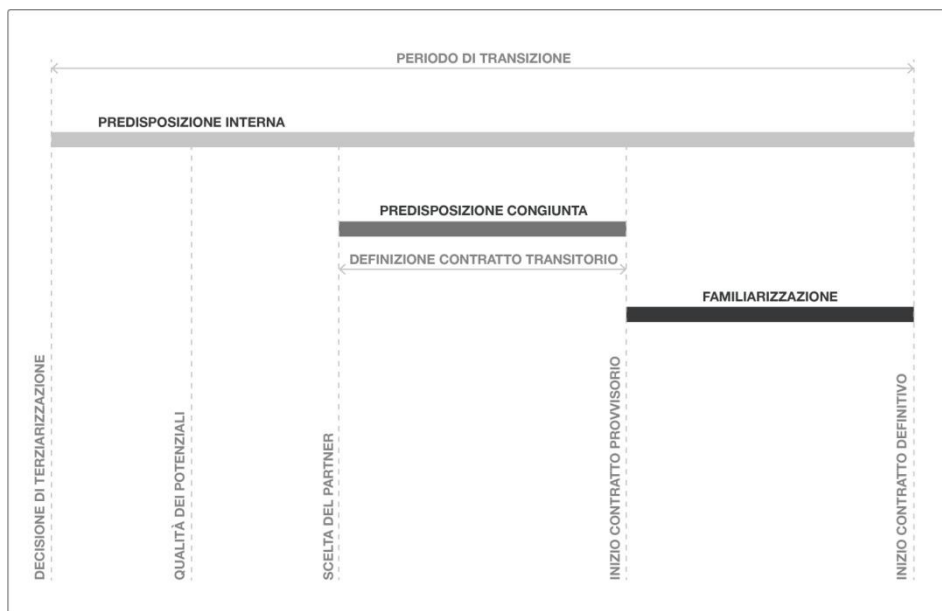 PERIODO DI TRANSIZIONE
PREDISPOSIZIONE INTERNA
PREDISPOSIZIONE CONGIUNTA
DEFINIZIONE CONTRATTO TRANSITORIO
FAMILIARIZZAZIONE
DECISIONE DI TERZIARIZZAZIONE
QUALITÀ DEI POTENZIALI
SCELTA DEL PARTNER
INIZIO CONTRATTO PROVVISORIO
INIZIO CONTRATTO DEFINITIVO